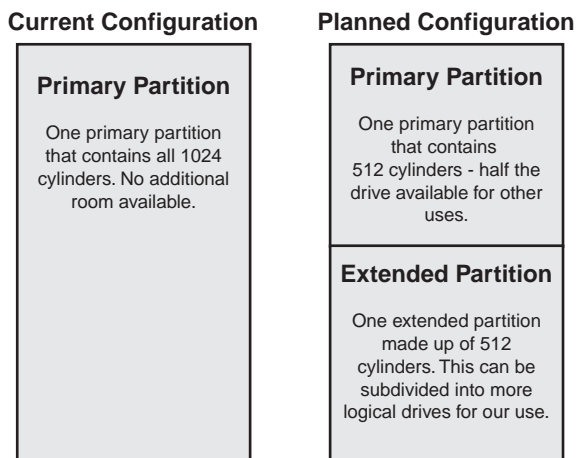 Current Configuration
Primary Partition
One primary partition
that contains all 1024
cylinders. No additional
room available.
Planned Configuration
Primary Partition
One primary partition
that contains
512 cylinders - half the
drive available for other
uses.
Extended Partition
One extended partition
made up of 512
cylinders. This can be
subdivided into more
logical drives for our use.